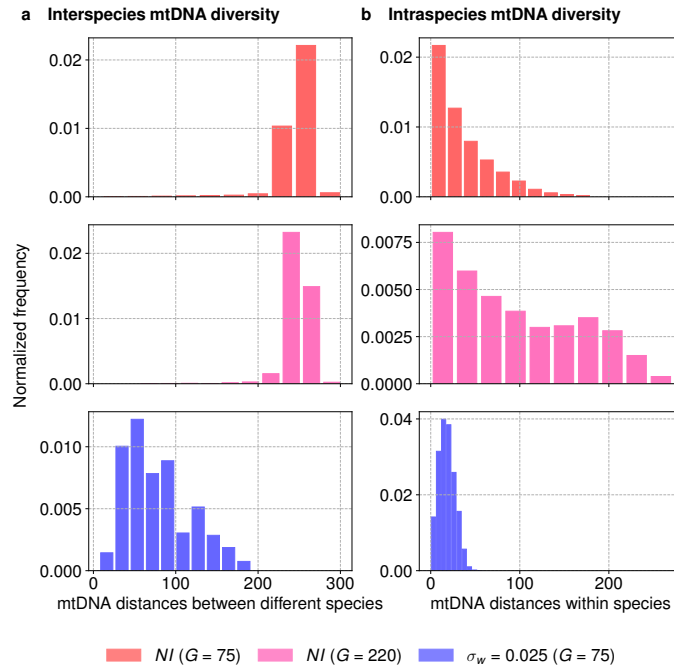 a Interspecies mtDNA diversity
b Intraspecies mtDNA diversity
Normalized frequency
0.02
0.01
0.00
0.02
0.01
0.00
0.0075
0.0050
0.0025
0.0000
0.02
0.01
0.00
0.010
0.005
0.000
0.04
0.02
0.00
0 100 200 300
0 100 200
mtDNA distances between different species
mtDNA distances within species
NI (G = 75)
NI (G = 220)
σw = 0.025 (G = 75)